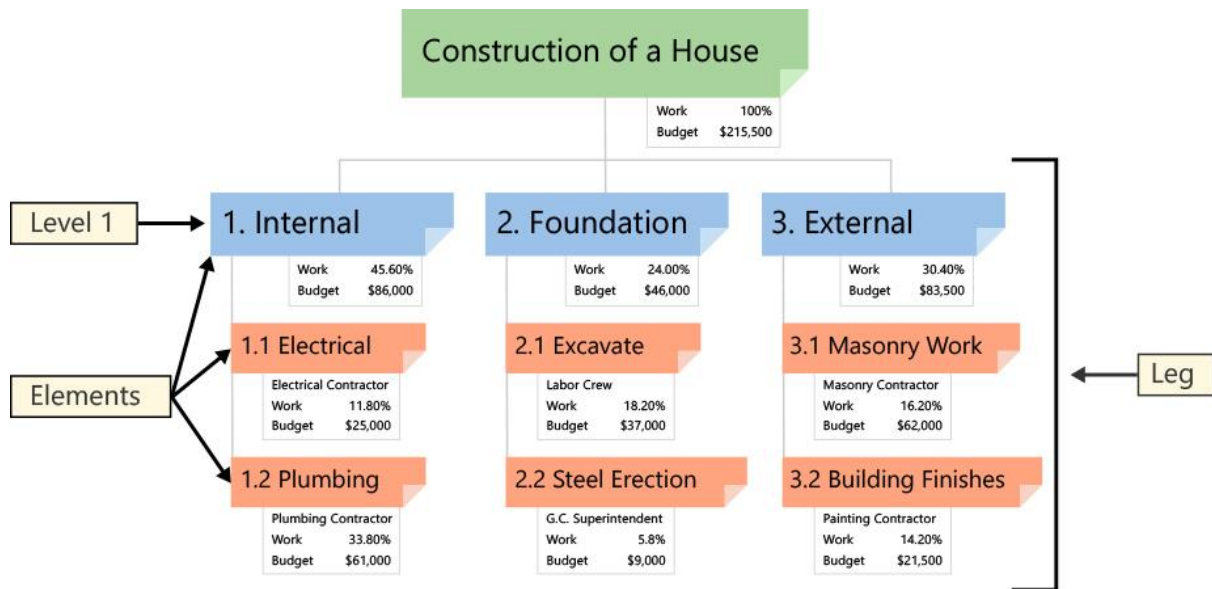 Construction of a House
Work 100%
Budget $215,500
Level 1
1. Internal
Work 45.60%
Budget $86,000
2. Foundation
Work 24.00%
Budget $46,000
3. External
Work 30.40%
Budget $83,500
Elements
1.1 Electrical
Electrical Contractor
Work 11.80%
Budget $25,000
2.1 Excavate
Labor Crew
Work 18.20%
Budget $37,000
3.1 Masonry Work
Masonry Contractor
Work 16.20%
Budget $62,000
Leg
1.2 Plumbing
Plumbing Contractor
Work 33.80%
Budget $61,000
2.2 Steel Erection
G.C. Superintendent
Work 5.8%
Budget $9,000
3.2 Building Finishes
Painting Contractor
Work 14.20%
Budget $21,500